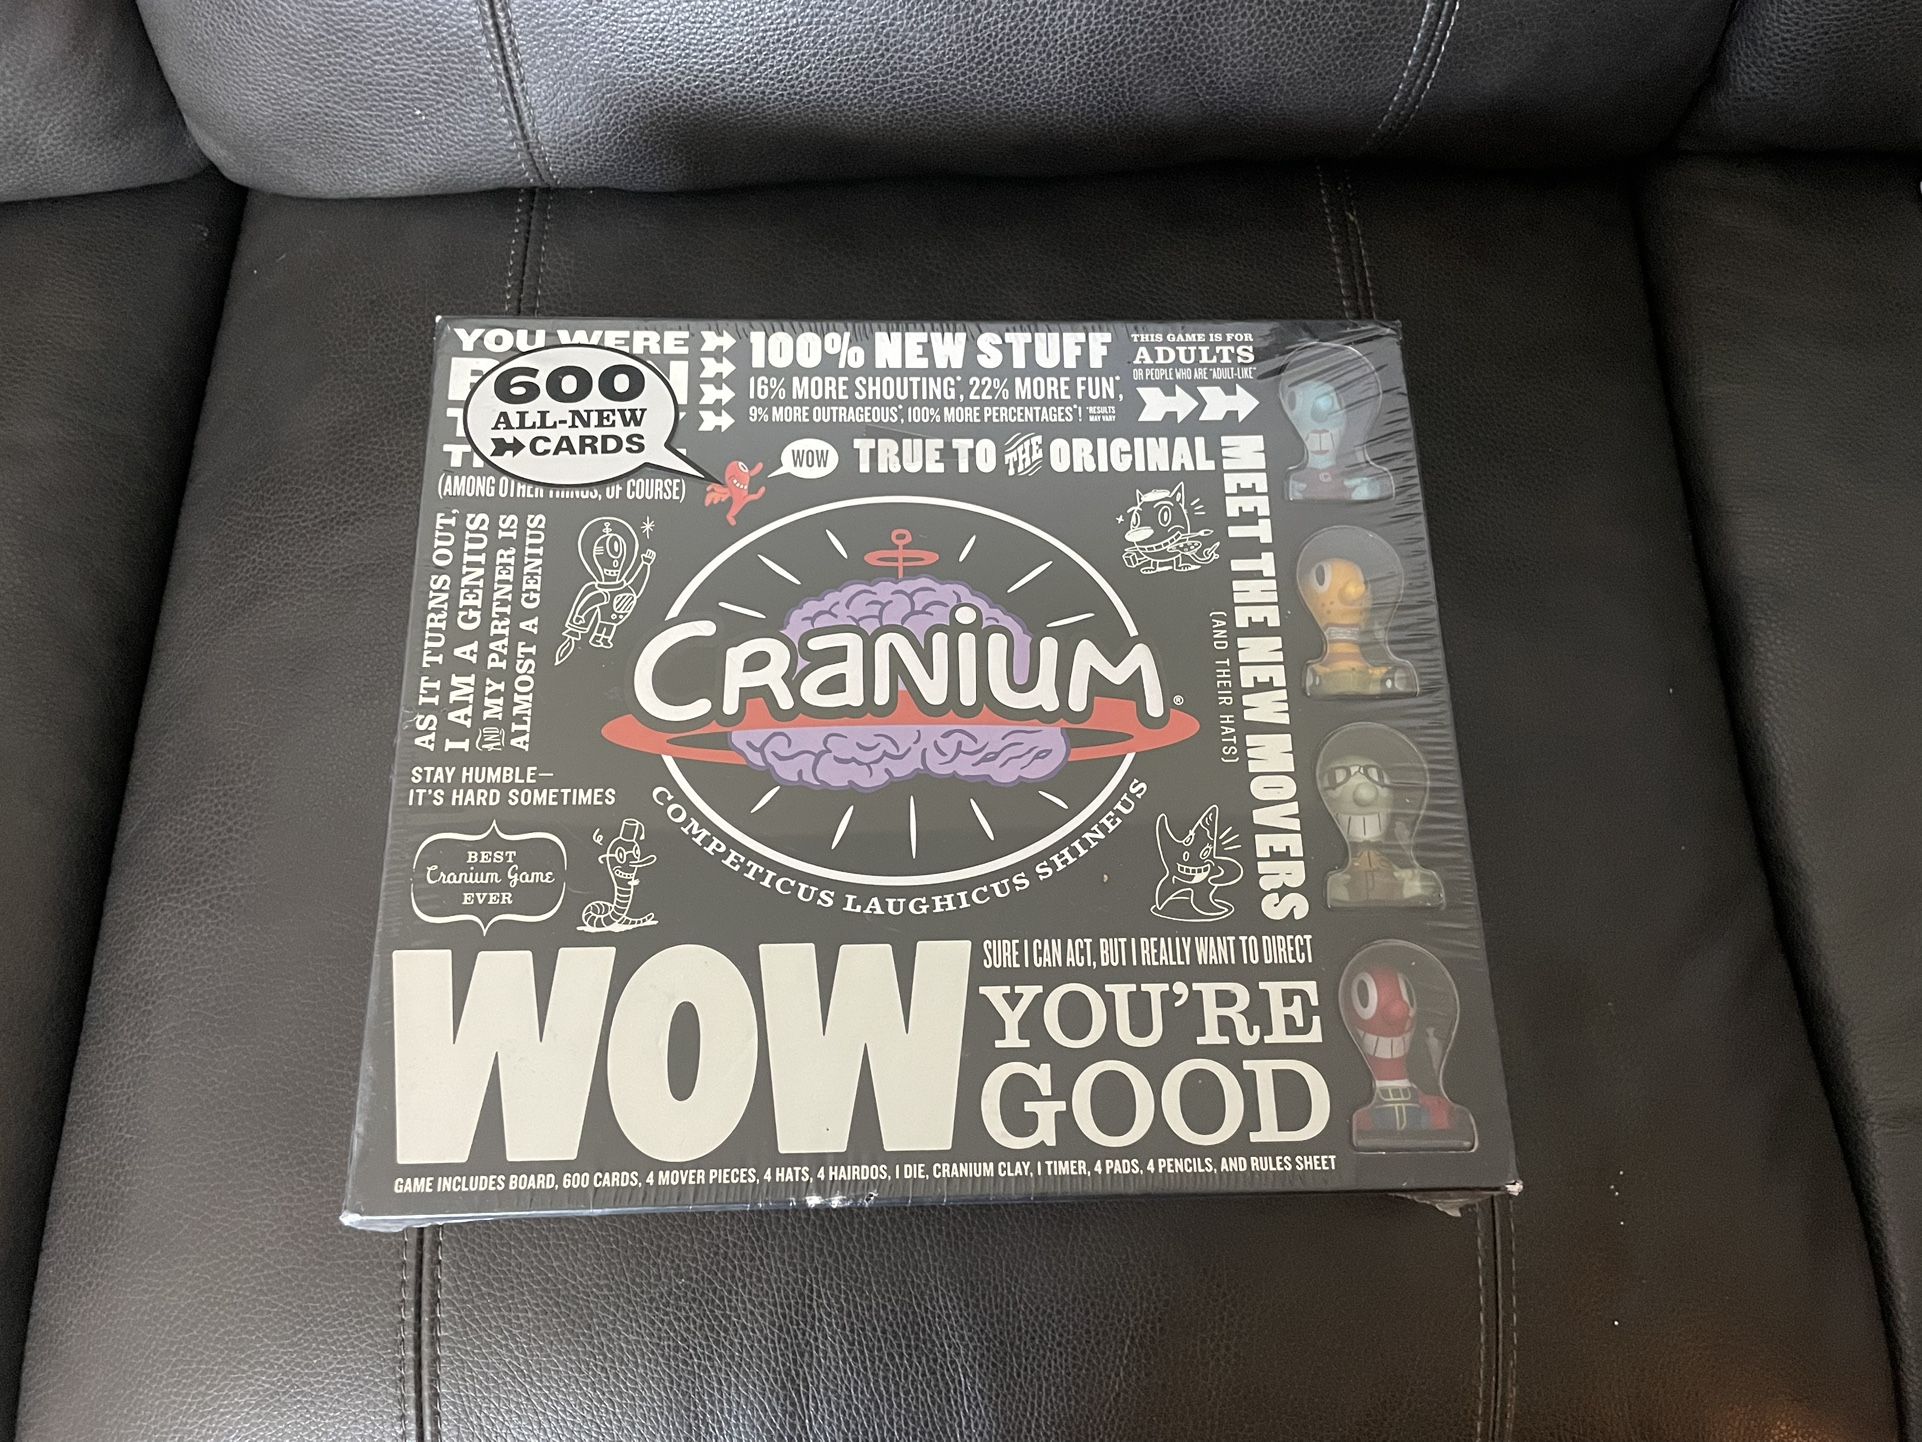 YOU WERE
600
ALL-NEW
CARDS
(AMONG OTHER THINGS, OF COURSE)
100% NEW STUFF
16% MORE SHOUTING*, 22% MORE FUN*,
9% MORE OUTRAGEOUS*, 100% MORE PERCENTAGES*! *RESULTS
MAY VARY
THIS GAME IS FOR
ADULTS
OR PEOPLE WHO ARE "ADULT-LIKE"
WOW
TRUE TO THE ORIGINAL
MEET THE NEW MOVERS
(AND THEIR HATS)
AS IT TURNS OUT,
I AM A GENIUS
AND MY PARTNER IS
ALMOST A GENIUS
STAY HUMBLE—
IT'S HARD SOMETIMES
BEST
Cranium Game
EVER
CRANIUM®
COMPETICUS LAUGHICUS SHINEUS
WOW
SURE I CAN ACT, BUT I REALLY WANT TO DIRECT
YOU'RE
GOOD
GAME INCLUDES BOARD, 600 CARDS, 4 MOVER PIECES, 4 HATS, 4 HAIRDOS, 1 DIE, CRANIUM CLAY, 1 TIMER, 4 PADS, 4 PENCILS, AND RULES SHEET